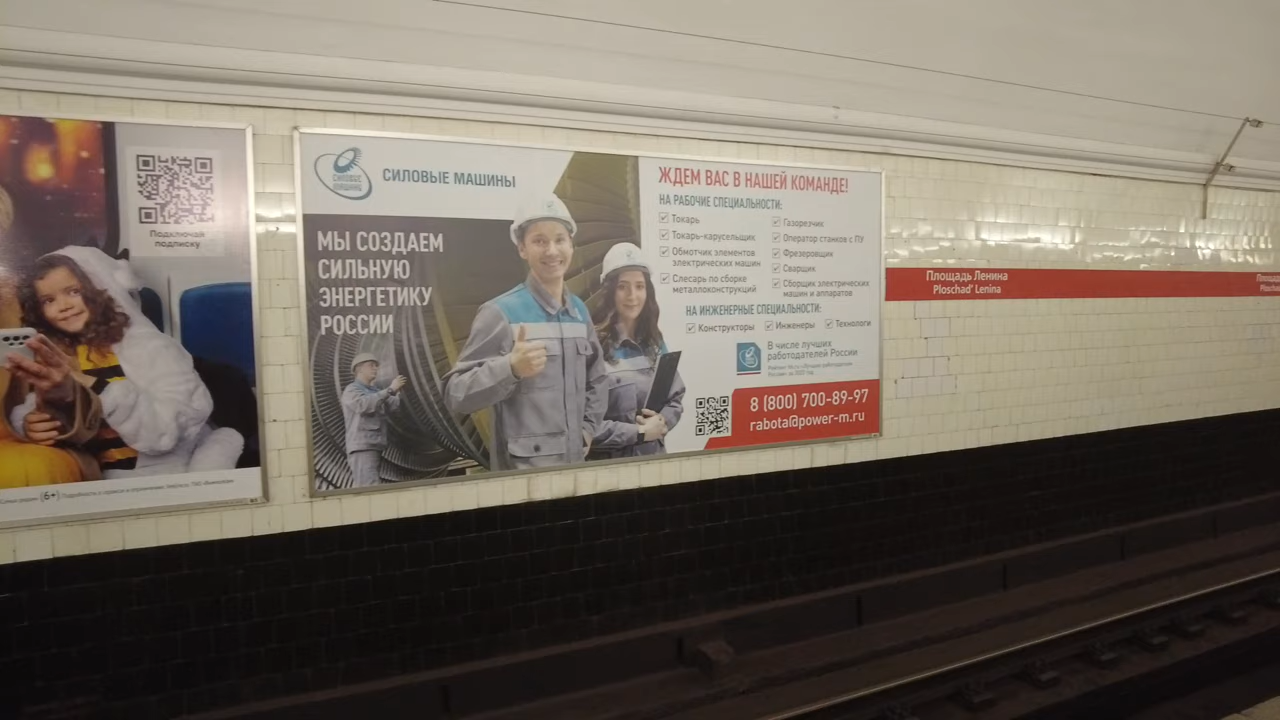 Подключай
подписку
(6+)
СИЛОВЫЕ
МАШИНЫ
СИЛОВЫЕ МАШИНЫ
МЫ СОЗДАЕМ
СИЛЬНУЮ
ЭНЕРГЕТИКУ
РОССИИ
ЖДЕМ ВАС В НАШЕЙ КОМАНДЕ!
НА РАБОЧИЕ СПЕЦИАЛЬНОСТИ:
Токарь
Токарь-карусельщик
Обмотчик элементов
электрических машин
Слесарь по сборке
металлоконструкций
Газорезчик
Оператор станков с ПУ
Фрезеровщик
Сварщик
Сборщик электрических
машин и аппаратов
НА ИНЖЕНЕРНЫЕ СПЕЦИАЛЬНОСТИ:
Конструкторы
Инженеры
Технологи
В числе лучших
работодателей России
8 (800) 700-89-97
rabota@power-m.ru
Площадь Ленина
Ploschad' Lenina